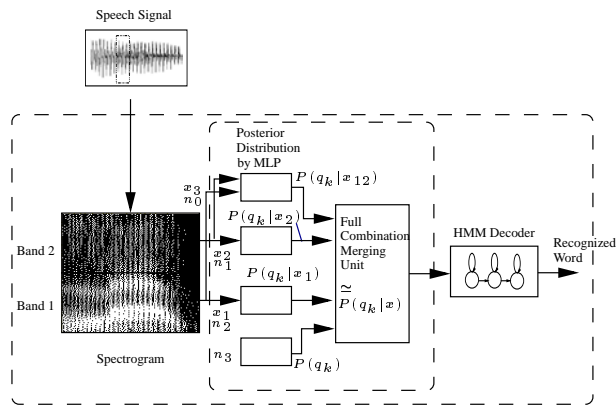 Speech Signal
Posterior
Distribution
by MLP
P(q_k|x_12)
x_3
n_0
P(q_k|x_2)
Full
Combination
Merging
Unit
≃
P(q_k|x)
HMM Decoder
Recognized
Word
Band 2
x_2
n_1
P(q_k|x_1)
Band 1
x_1
n_2
n_3
P(q_k)
Spectrogram